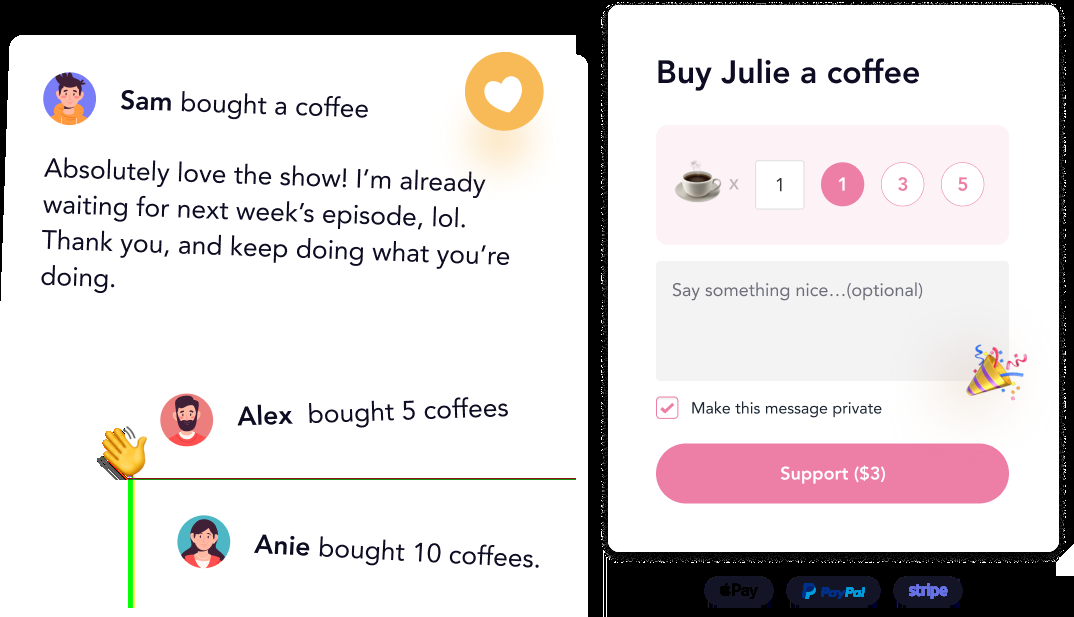 Sam bought a coffee
Absolutely love the show! I’m already
waiting for next week’s episode, lol.
Thank you, and keep doing what you’re
doing.
Alex bought 5 coffees
Anie bought 10 coffees.
Buy Julie a coffee
x 1 1 3 5
Say something nice…(optional)
Make this message private
Support ($3)
Pay PayPal stripe